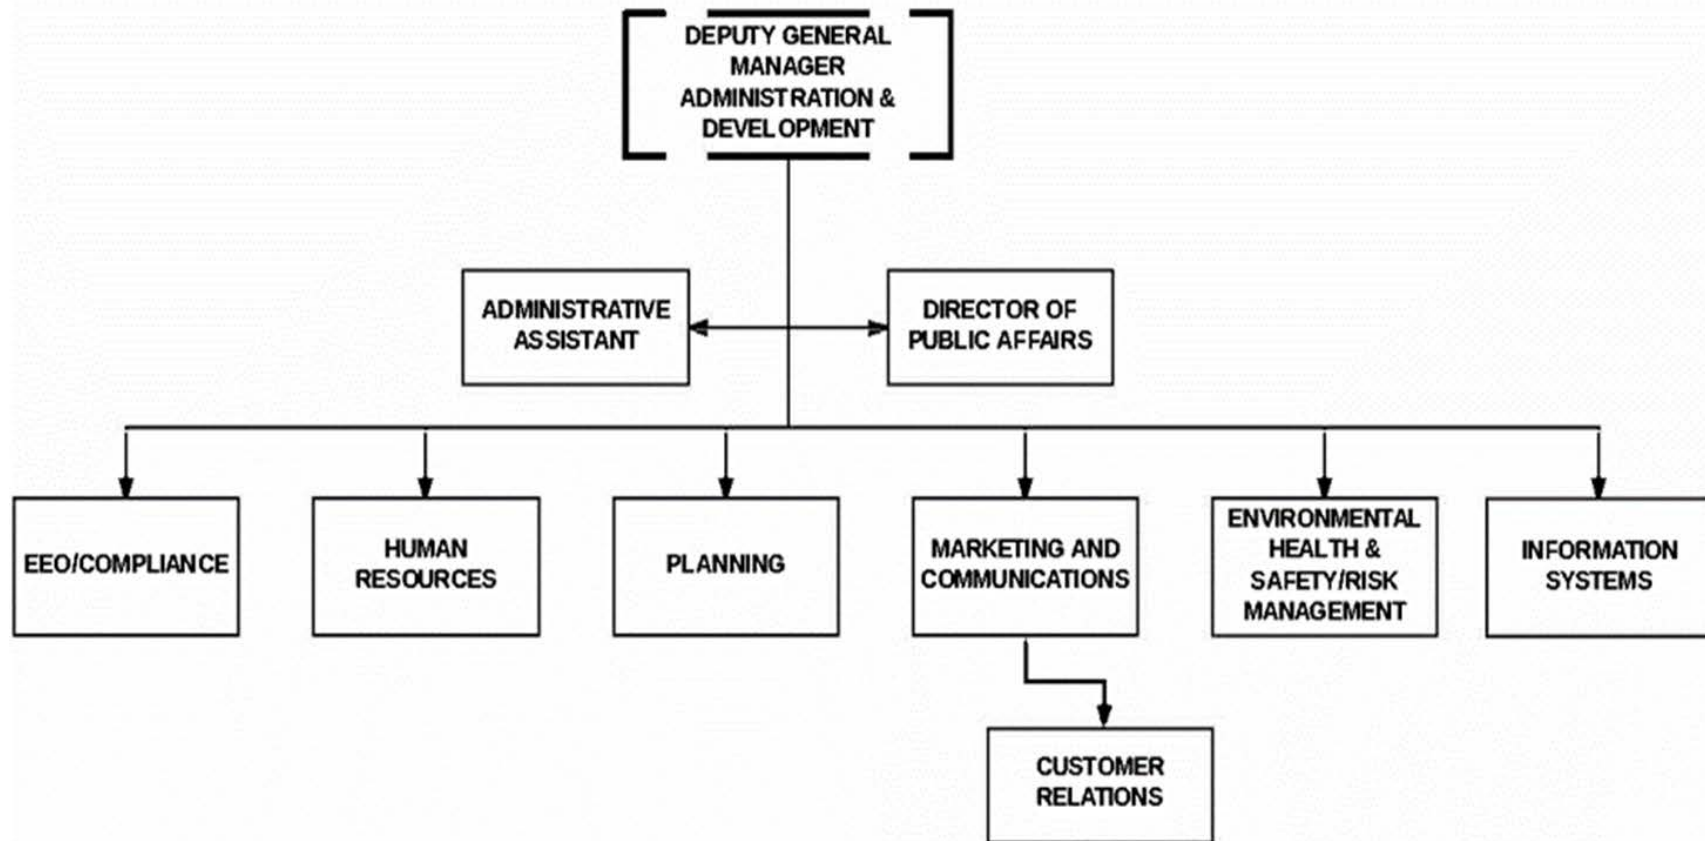 DEPUTY GENERAL
MANAGER
ADMINISTRATION &
DEVELOPMENT
ADMINISTRATIVE
ASSISTANT
DIRECTOR OF
PUBLIC AFFAIRS
EEO/COMPLIANCE
HUMAN
RESOURCES
PLANNING
MARKETING AND
COMMUNICATIONS
ENVIRONMENTAL
HEALTH &
SAFETY/RISK
MANAGEMENT
INFORMATION
SYSTEMS
CUSTOMER
RELATIONS